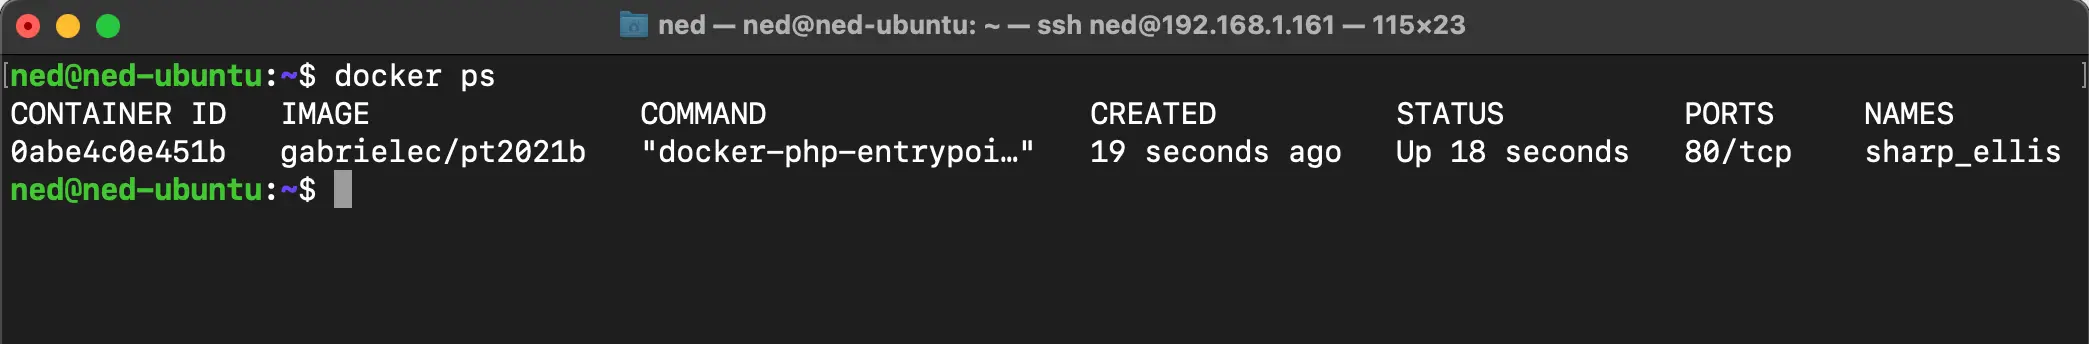 ned — ned@ned-ubuntu: ~ — ssh ned@192.168.1.161 — 115×23
[ned@ned-ubuntu:~$ docker ps ]
CONTAINER ID   IMAGE               COMMAND                  CREATED          STATUS          PORTS     NAMES
0abe4c0e451b   gabrielec/pt2021b   "docker-php-entrypoi…"   19 seconds ago   Up 18 seconds   80/tcp    sharp_ellis
ned@ned-ubuntu:~$